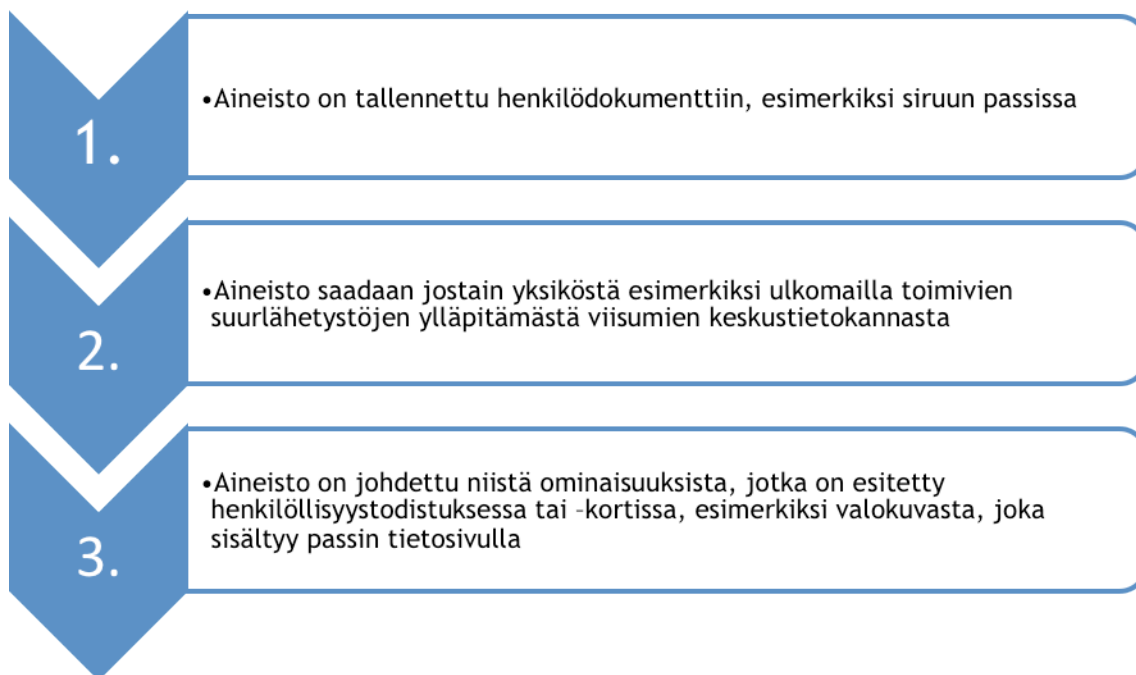 1.
•Aineisto on tallennettu henkilödokumenttiin, esimerkiksi siruun passissa
2.
•Aineisto saadaan jostain yksiköstä esimerkiksi ulkomailla toimivien
suurlähetystöjen ylläpitämästä viisumien keskustietokannasta
3.
•Aineisto on johdettu niistä ominaisuuksista, jotka on esitetty
henkilöllisyystodistuksessa tai -kortissa, esimerkiksi valokuvasta, joka
sisältyy passin tietosivulla